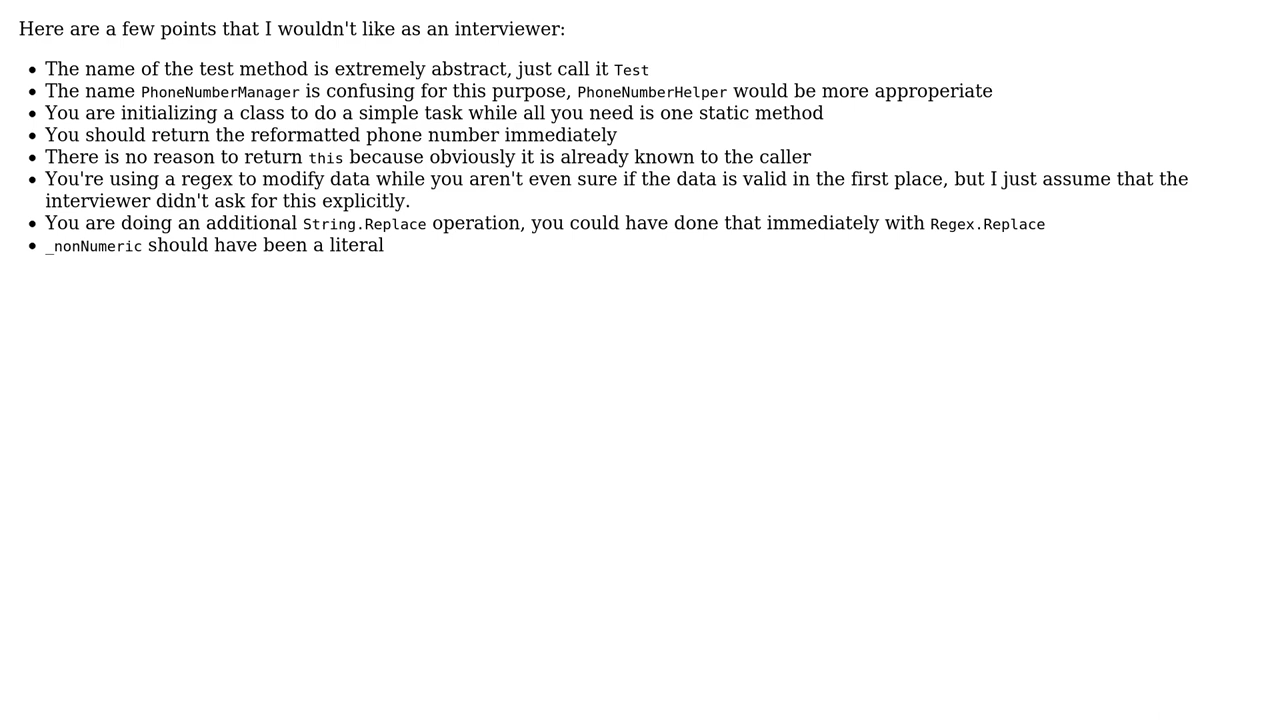 Here are a few points that I wouldn't like as an interviewer:
• The name of the test method is extremely abstract, just call it Test
• The name PhoneNumberManager is confusing for this purpose, PhoneNumberHelper would be more approperiate
• You are initializing a class to do a simple task while all you need is one static method
• You should return the reformatted phone number immediately
• There is no reason to return this because obviously it is already known to the caller
• You're using a regex to modify data while you aren't even sure if the data is valid in the first place, but I just assume that the
interviewer didn't ask for this explicitly.
• You are doing an additional String.Replace operation, you could have done that immediately with Regex.Replace
• _nonNumeric should have been a literal